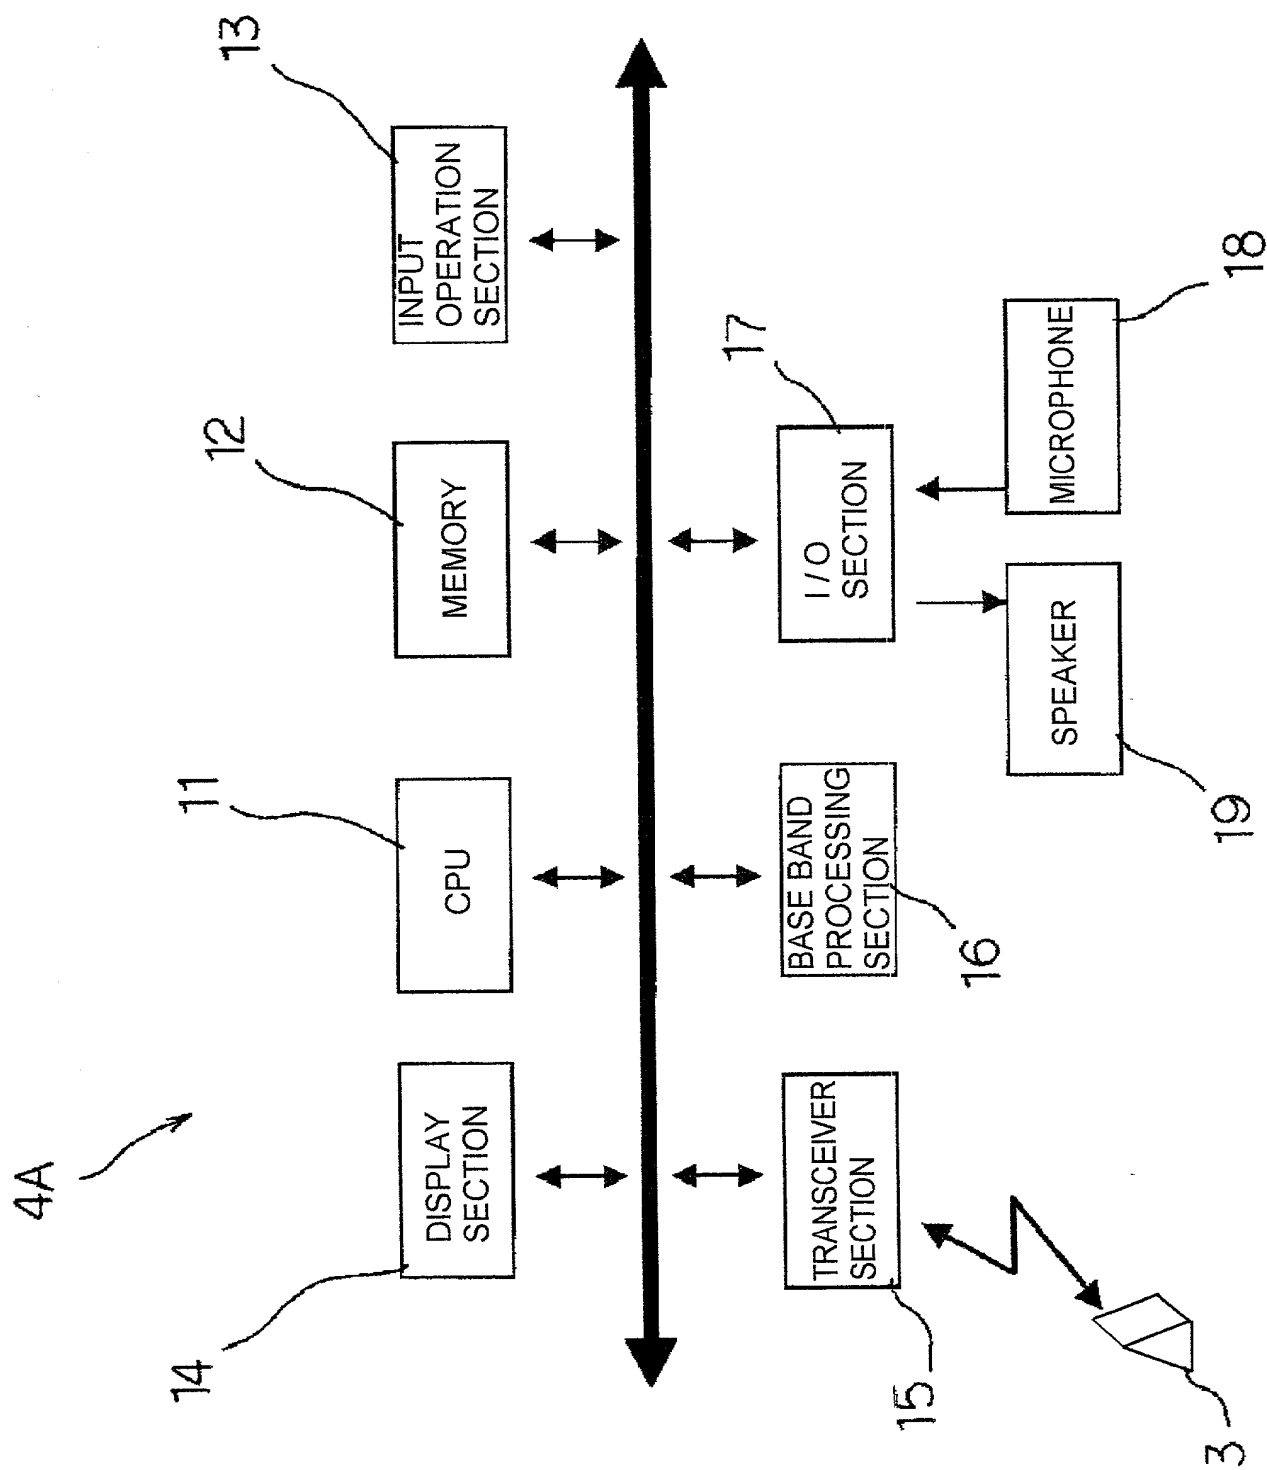 4A
14
DISPLAY
SECTION
11
CPU
12
MEMORY
13
INPUT
OPERATION
SECTION
TRANSCEIVER
SECTION
15
BASE BAND
PROCESSING
SECTION
16
I/O
SECTION
17
3
SPEAKER
19
MICROPHONE
18